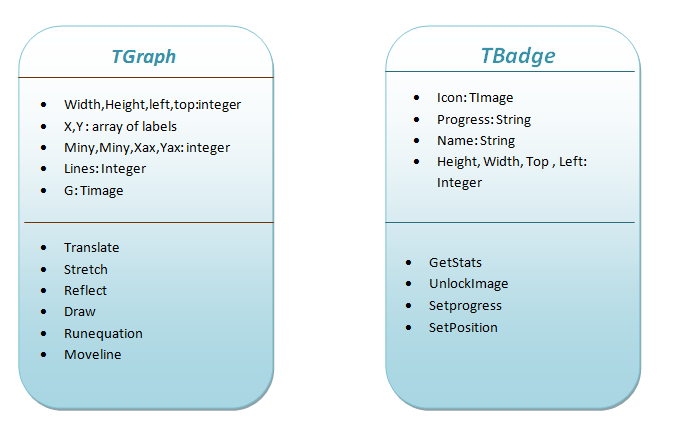 TGraph
Width,Height,left,top:integer
X,Y: array of labels
Miny,Miny,Xax,Yax: integer
Lines: Integer
G: Timage
Translate
Stretch
Reflect
Draw
Runequation
Moveline
TBadge
Icon: TImage
Progress: String
Name: String
Height, Width, Top , Left:
Integer
GetStats
UnlockImage
Setprogress
SetPosition